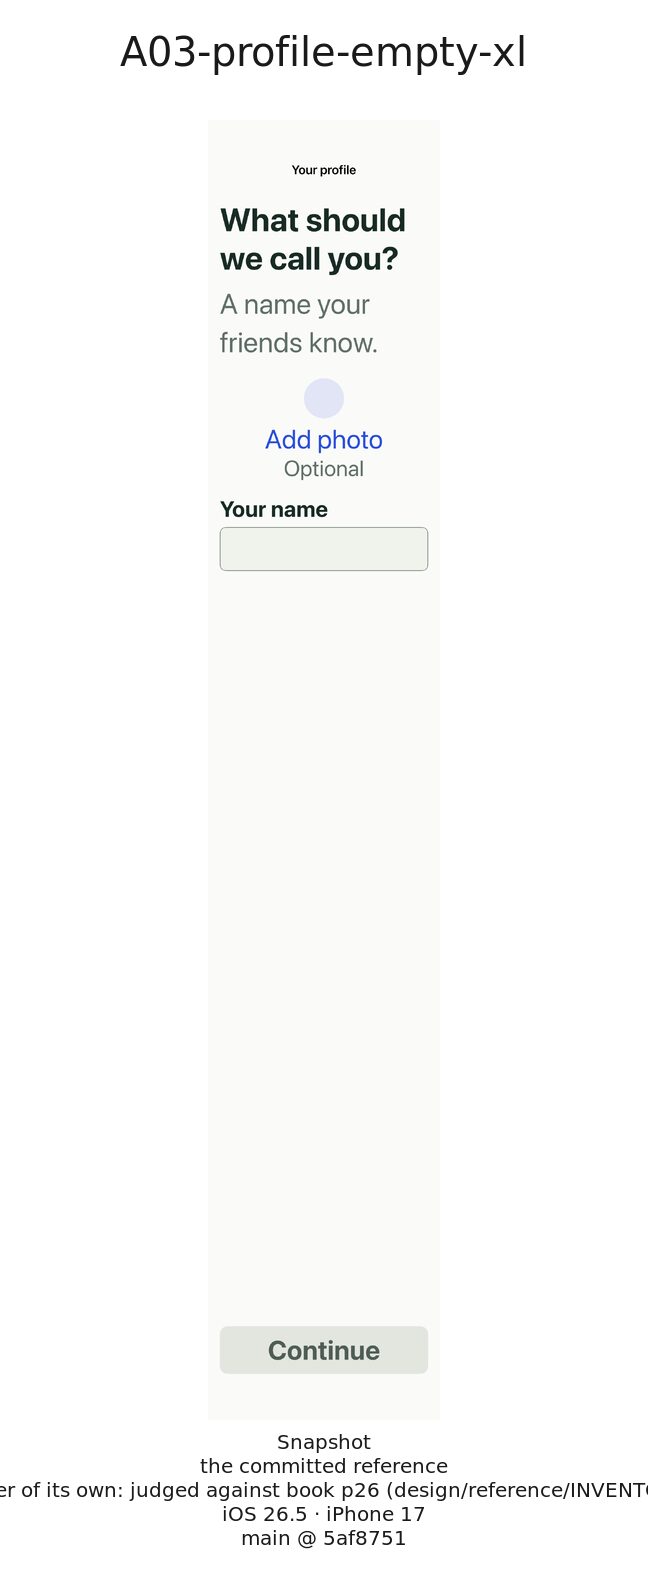 A03-profile-empty-xl
Your profile
What should
we call you?
A name your
friends know.
Add photo
Optional
Your name
Continue
Snapshot
the committed reference
of its own: judged against book p26 (design/reference/
iOS 26.5 · iPhone 17
main @ 5af8751